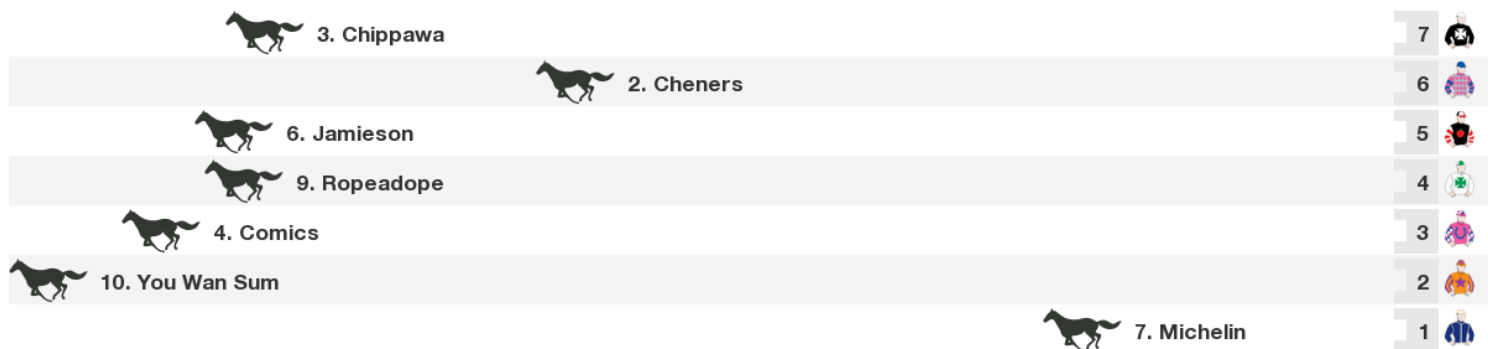 3. Chippawa 7
2. Cheners 6
6. Jamieson 5
9. Ropeadope 4
4. Comics 3
10. You Wan Sum 2
7. Michelin 1